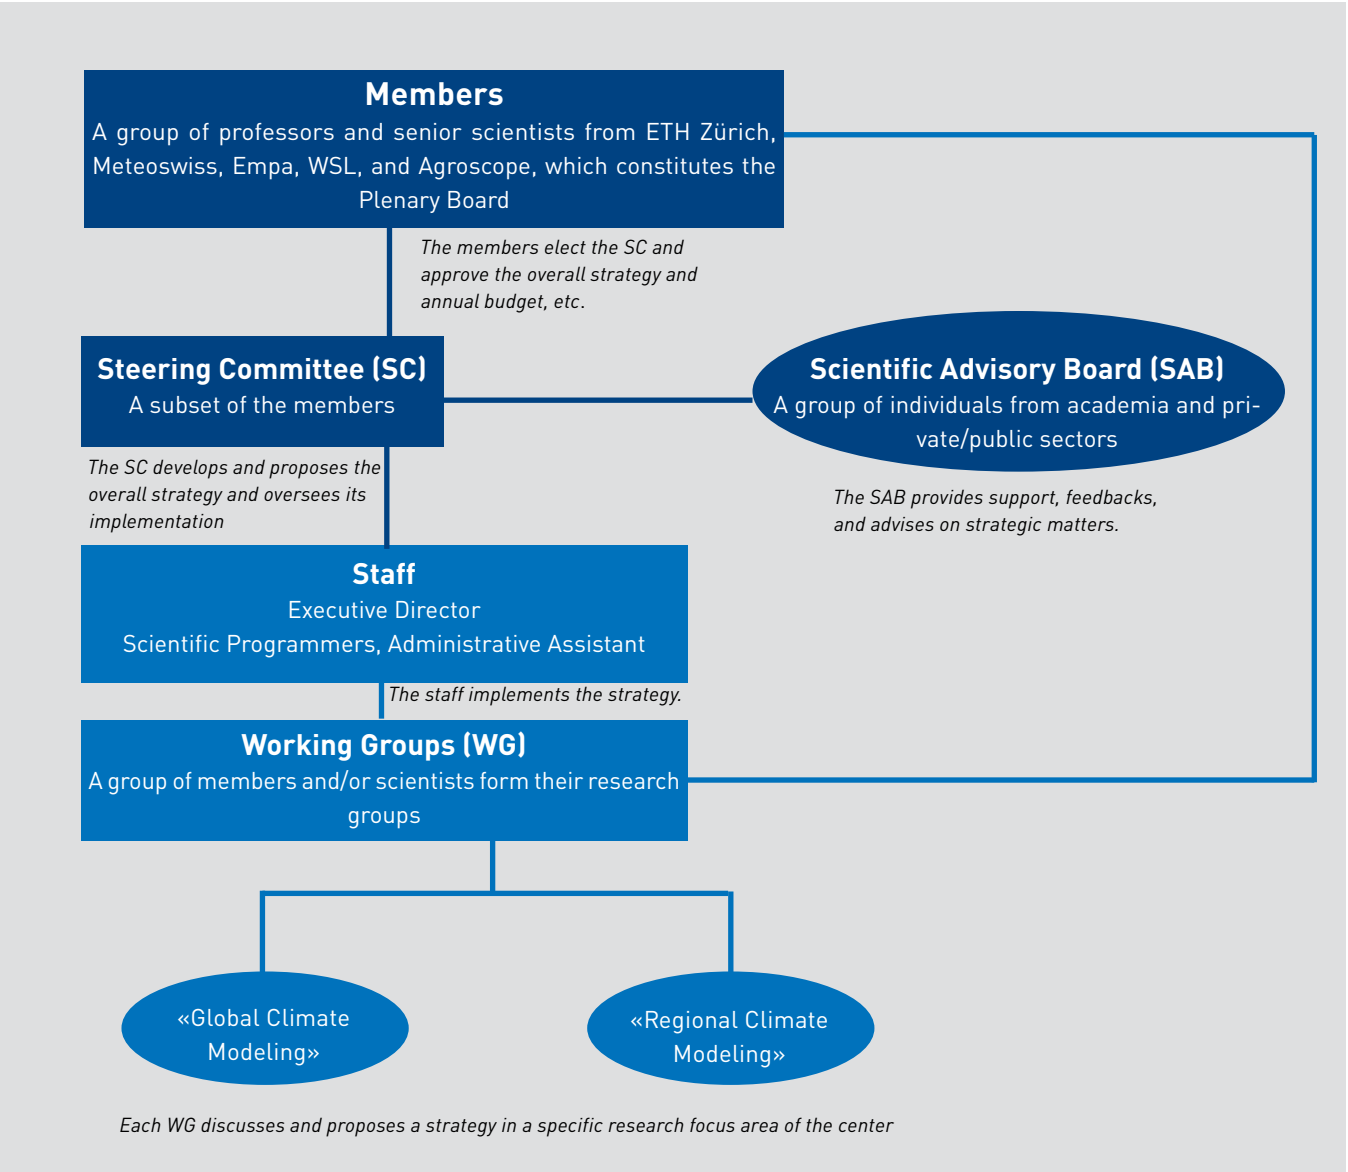 Members
A group of professors and senior scientists from ETH Zürich,
Meteoswiss, Empa, WSL, and Agroscope, which constitutes the
Plenary Board
The members elect the SC and
approve the overall strategy and
annual budget, etc.
Steering Committee (SC)
A subset of the members
Scientific Advisory Board (SAB)
A group of individuals from academia and pri-
vate/public sectors
The SC develops and proposes the
overall strategy and oversees its
implementation
The SAB provides support, feedbacks,
and advises on strategic matters.
Staff
Executive Director
Scientific Programmers, Administrative Assistant
The staff implements the strategy.
Working Groups (WG)
A group of members and/or scientists form their research
groups
«Global Climate
Modeling»
«Regional Climate
Modeling»
Each WG discusses and proposes a strategy in a specific research focus area of the center